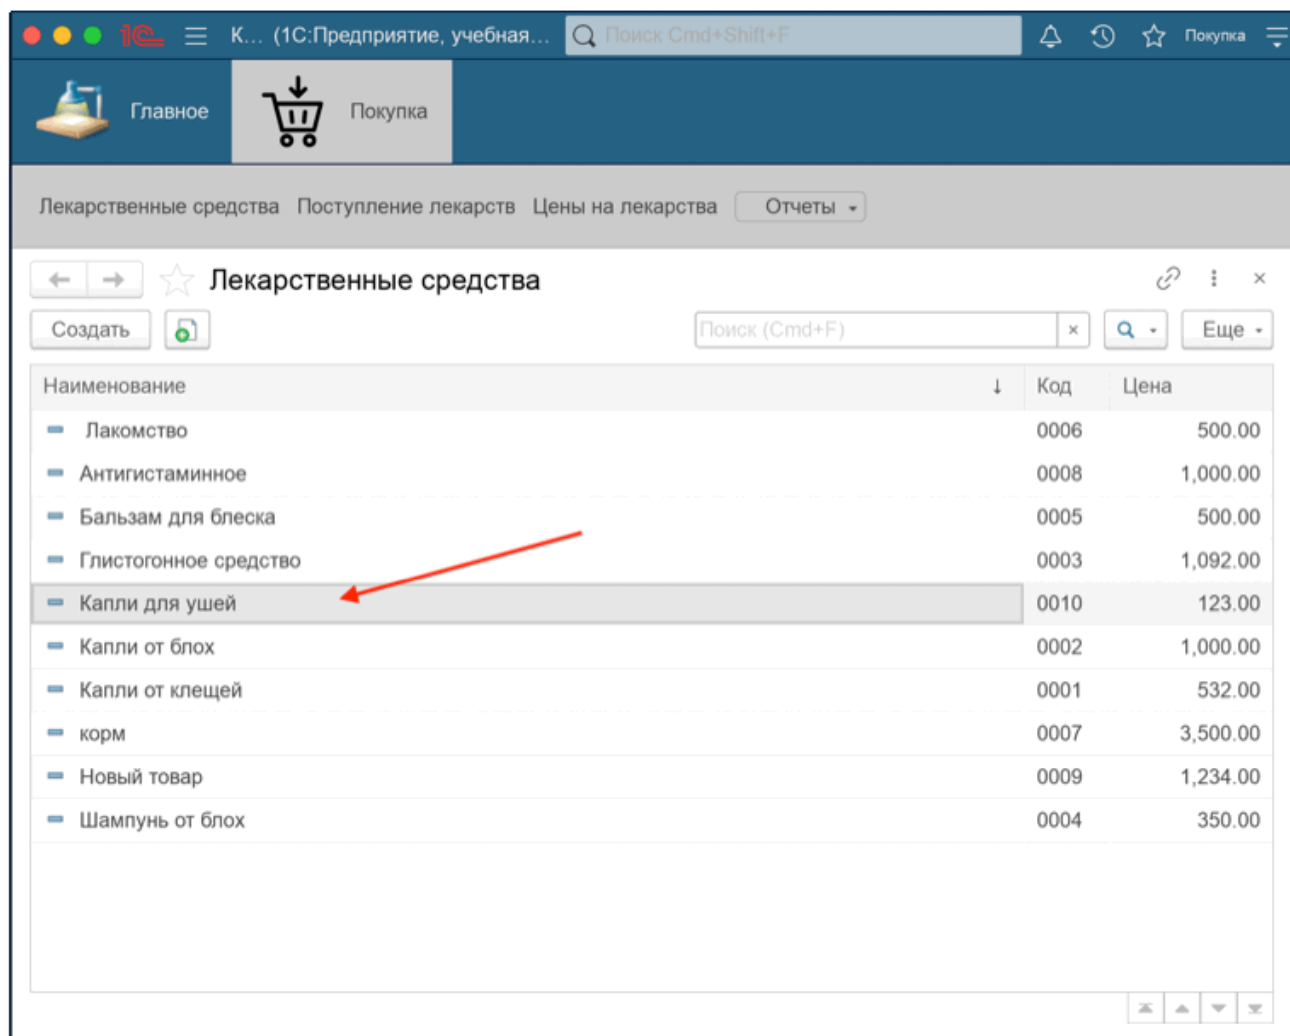 1С К... (1С:Предприятие, учебная... Поиск Cmd+Shift+F Покупка
Главное Покупка
Лекарственные средства Поступление лекарств Цены на лекарства Отчеты
Лекарственные средства
Создать Поиск (Cmd+F) × Еще
Наименование ↓ Код Цена
Лакомство 0006 500.00
Антигистаминное 0008 1,000.00
Бальзам для блеска 0005 500.00
Глистогонное средство 0003 1,092.00
Капли для ушей 0010 123.00
Капли от блох 0002 1,000.00
Капли от клещей 0001 532.00
корм 0007 3,500.00
Новый товар 0009 1,234.00
Шампунь от блох 0004 350.00